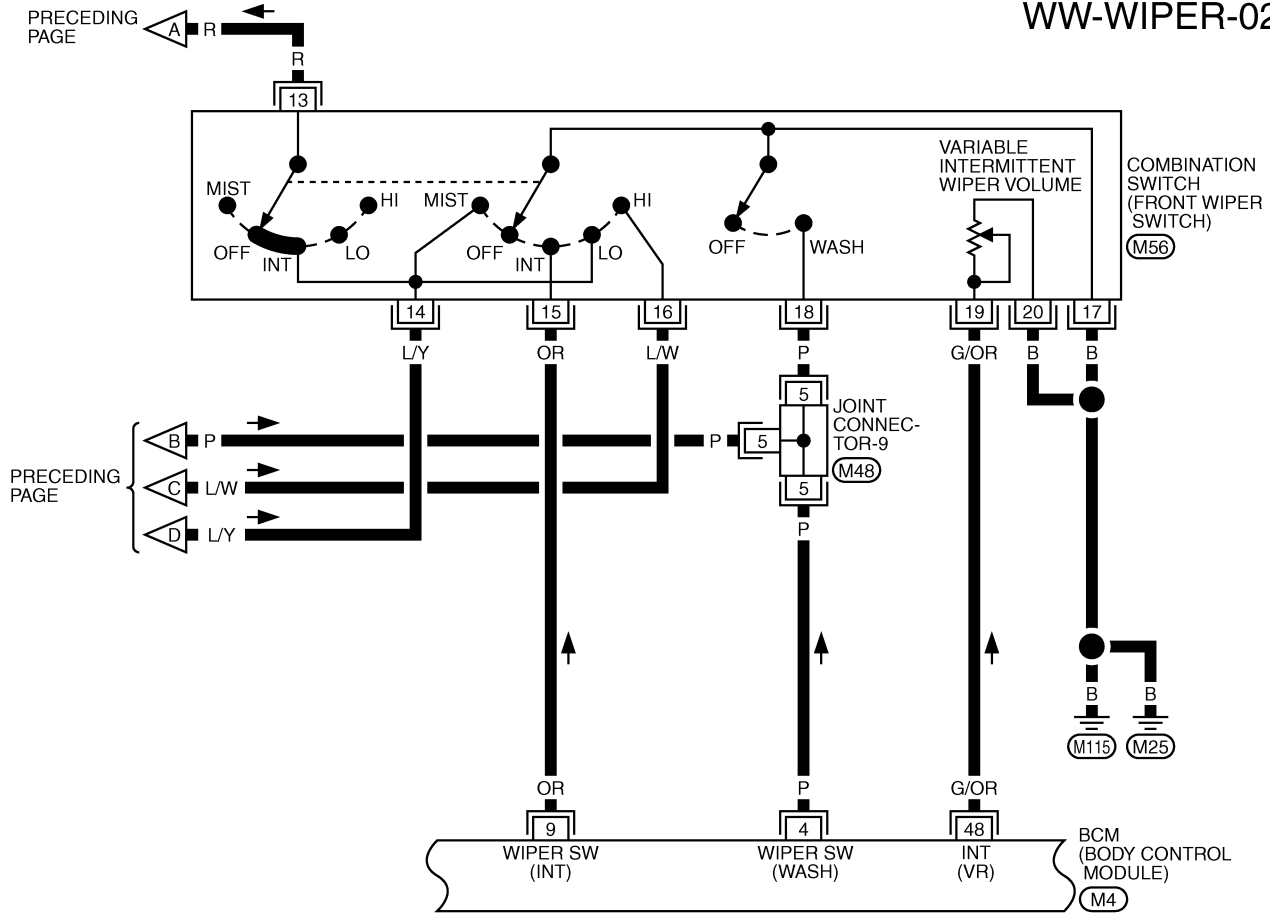 WW-WIPER-02
PRECEDING
PAGE
A
R
R
13
MIST
OFF
INT
LO
HI
MIST
OFF
INT
LO
HI
OFF
WASH
VARIABLE
INTERMITTENT
WIPER VOLUME
COMBINATION
SWITCH
(FRONT WIPER
SWITCH)
M56
14
15
16
18
19
20
17
L/Y
OR
L/W
P
G/OR
B
B
5
JOINT
CONNEC-
TOR-9
M48
PRECEDING
PAGE
B
P
P
5
C
L/W
5
D
L/Y
P
B
B
M115
M25
OR
P
G/OR
9
4
48
WIPER SW
(INT)
WIPER SW
(WASH)
INT
(VR)
BCM
(BODY CONTROL
MODULE)
M4